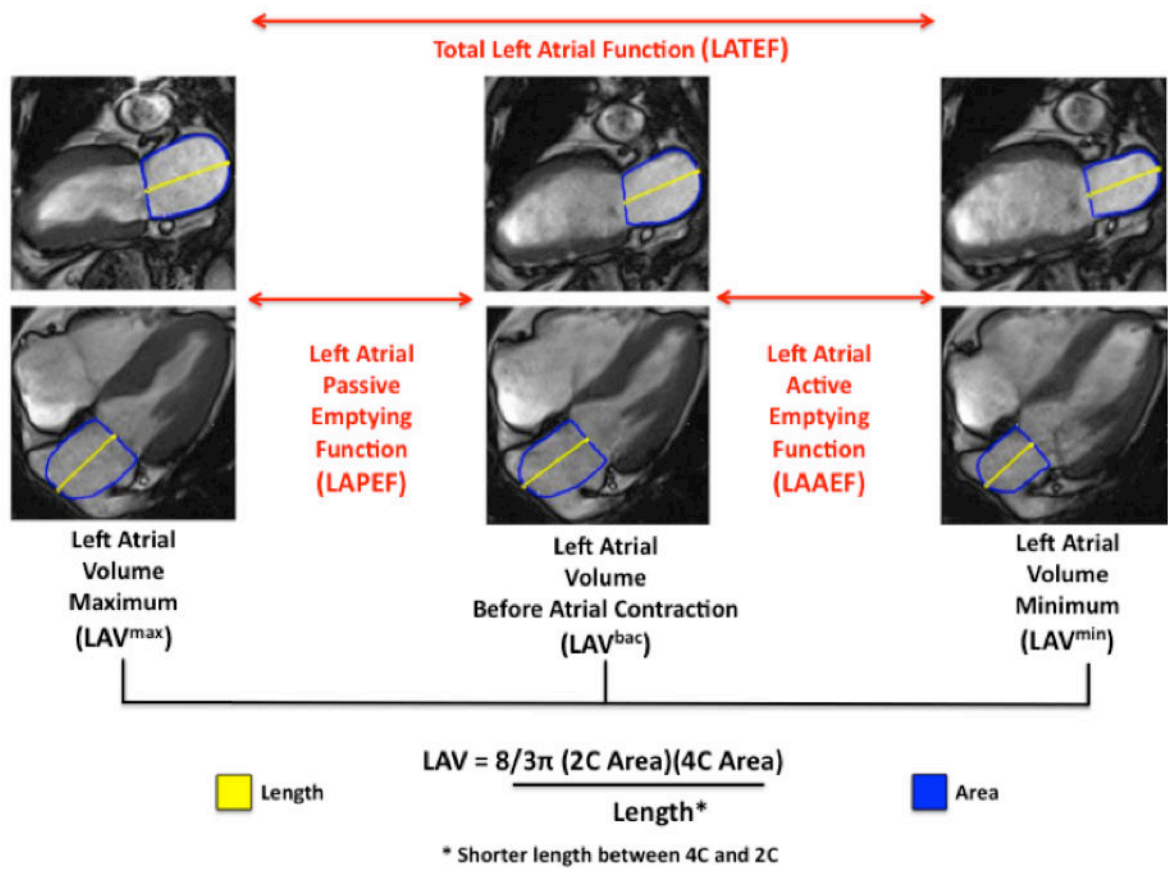 Total Left Atrial Function (LATEF)
Left Atrial
Passive
Emptying
Function
(LAPEF)
Left Atrial
Active
Emptying
Function
(LAAEF)
Left Atrial
Volume
Maximum
(LAVmax)
Left Atrial
Volume
Before Atrial Contraction
(LAVbac)
Left Atrial
Volume
Minimum
(LAVmin)
LAV = 8/3π (2C Area)(4C Area)
Length*
Length
Area
* Shorter length between 4C and 2C